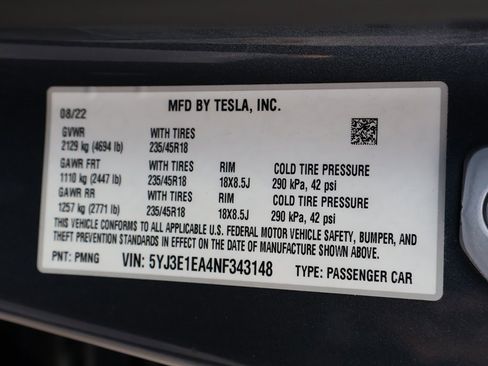 MFD BY TESLA, INC.
08/22
GVWR WITH TIRES
2129 kg (4694 lb) 235/45R18
GAWR FRT WITH TIRES RIM COLD TIRE PRESSURE
1110 kg (2447 lb) 235/45R18 18X8.5J 290 kPa, 42 psi
GAWR RR WITH TIRES RIM COLD TIRE PRESSURE
1257 kg (2771 lb) 235/45R18 18X8.5J 290 kPa, 42 psi
THIS VEHICLE CONFORMS TO ALL APPLICABLE U.S. FEDERAL MOTOR VEHICLE SAFETY, BUMPER, AND
THEFT PREVENTION STANDARDS IN EFFECT ON THE DATE OF MANUFACTURE SHOWN ABOVE.
PNT: PMNG VIN: 5YJ3E1EA4NF343148 TYPE: PASSENGER CAR